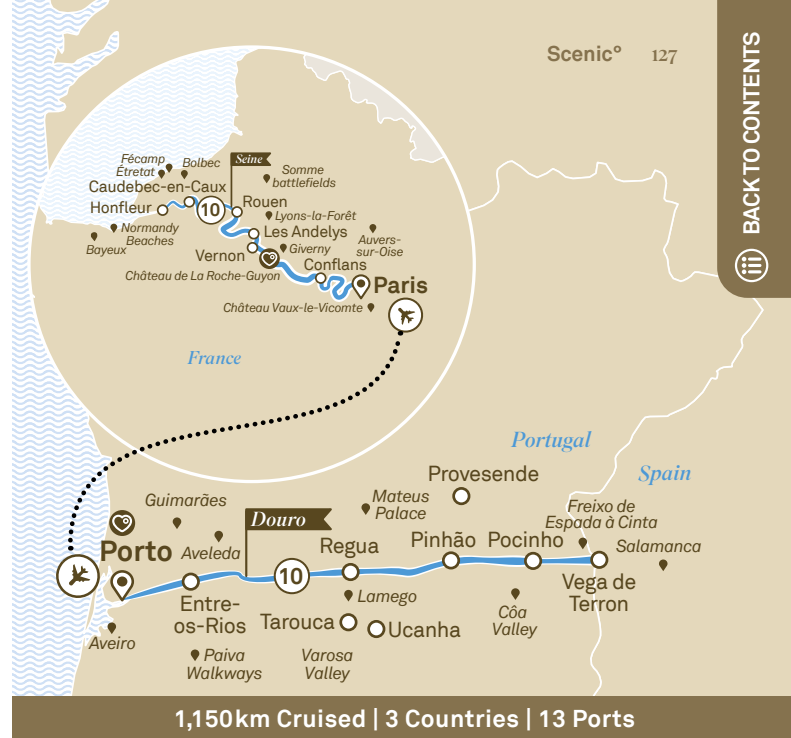 Scenic° 127
BACK TO CONTENTS
Fécamp
Étretat
Bolbec
Seine
Somme
battlefields
Caudebec-en-Caux
Honfleur
10
Rouen
Lyons-la-Forêt
Normandy
Beaches
Bayeux
Les Andelys
Vernon
Giverny
Auvers-
sur-Oise
Château de La Roche-Guyon
Conflans
Paris
Château Vaux-le-Vicomte
France
Portugal
Spain
Provesende
Guimarães
Mateus
Palace
Freixo de
Espada à Cinta
Douro
Porto
Aveleda
Regua
Pinhão
Pocinho
Salamanca
10
Entre-
os-Rios
Lamego
Vega de
Terron
Côa
Valley
Tarouca
Ucanha
Aveiro
Paiva
Walkways
Varosa
Valley
1,150km Cruised | 3 Countries | 13 Ports